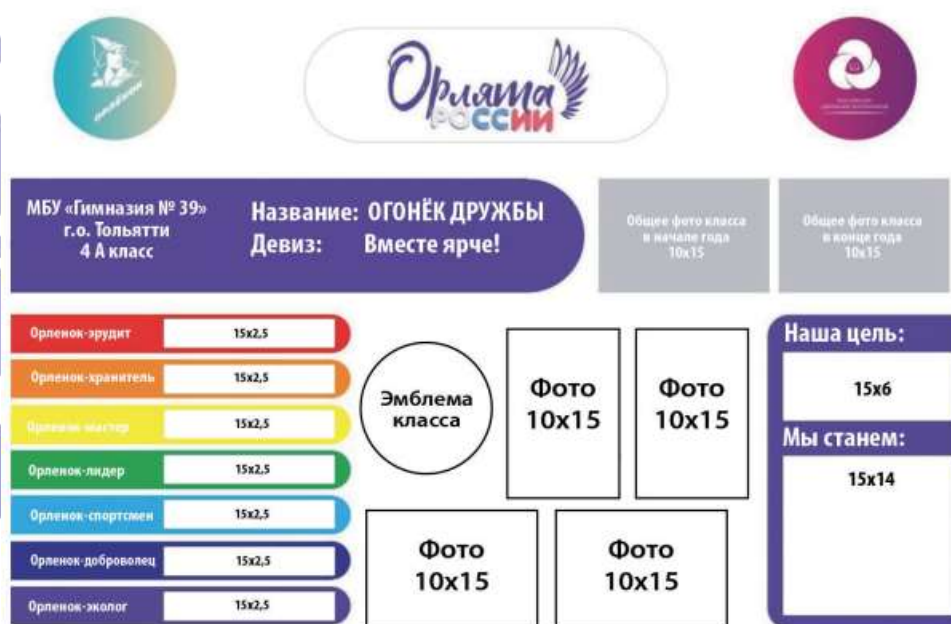 ОРЛЁНОК
Орлята
РОССИИ
МБУ «Гимназия № 39»
г.о. Тольятти
4 А класс
Название: ОГОНЁК ДРУЖБЫ
Девиз: Вместе ярче!
Общее фото класса
в начале года
10х15
Общее фото класса
в конце года
10х15
Орленок-эрудит 15х2,5
Орленок-хранитель 15х2,5
Орленок-мастер 15х2,5
Орленок-лидер 15х2,5
Орленок-спортсмен 15х2,5
Орленок-доброволец 15х2,5
Орленок-эколог 15х2,5
Эмблема
класса
Фото
10х15
Фото
10х15
Фото
10х15
Фото
10х15
Наша цель:
15х6
Мы станем:
15х14